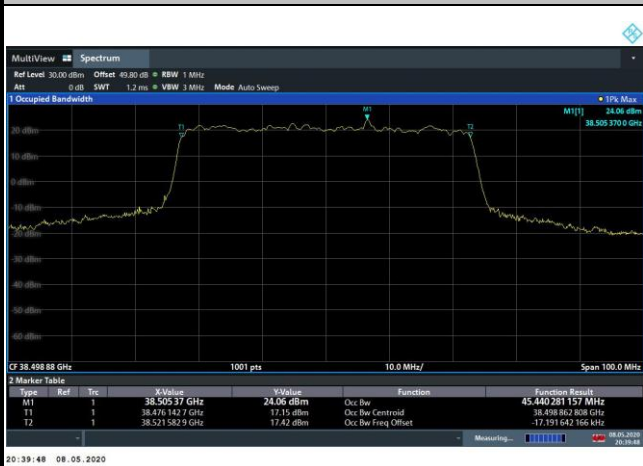 MultiView Spectrum
Ref Level 30.00 dBm Offset 49.80 dB RBW 1 MHz
Att 0 dB SWT 1.2 ms VBW 3 MHz Mode Auto Sweep
1 Occupied Bandwidth 1Pk Max
M1[1] 24.06 dBm
38.505 370 0 GHz
M1
T1
T2
20 dBm
10 dBm
0 dBm
-10 dBm
-20 dBm
-30 dBm
-40 dBm
-50 dBm
-60 dBm
CF 38.498 88 GHz 1001 pts 10.0 MHz/ Span 100.0 MHz
2 Marker Table
Type Ref Trc X-Value Y-Value Function Function Result
M1 1 38.505 37 GHz 24.06 dBm Occ Bw 45.440 281 157 MHz
T1 1 38.476 142 7 GHz 17.15 dBm Occ Bw Centroid 38.498 862 808 GHz
T2 1 38.521 582 9 GHz 17.42 dBm Occ Bw Freq Offset -17.191 642 166 kHz
Measuring... 08.05.2020
20:39:48
20:39:48 08.05.2020